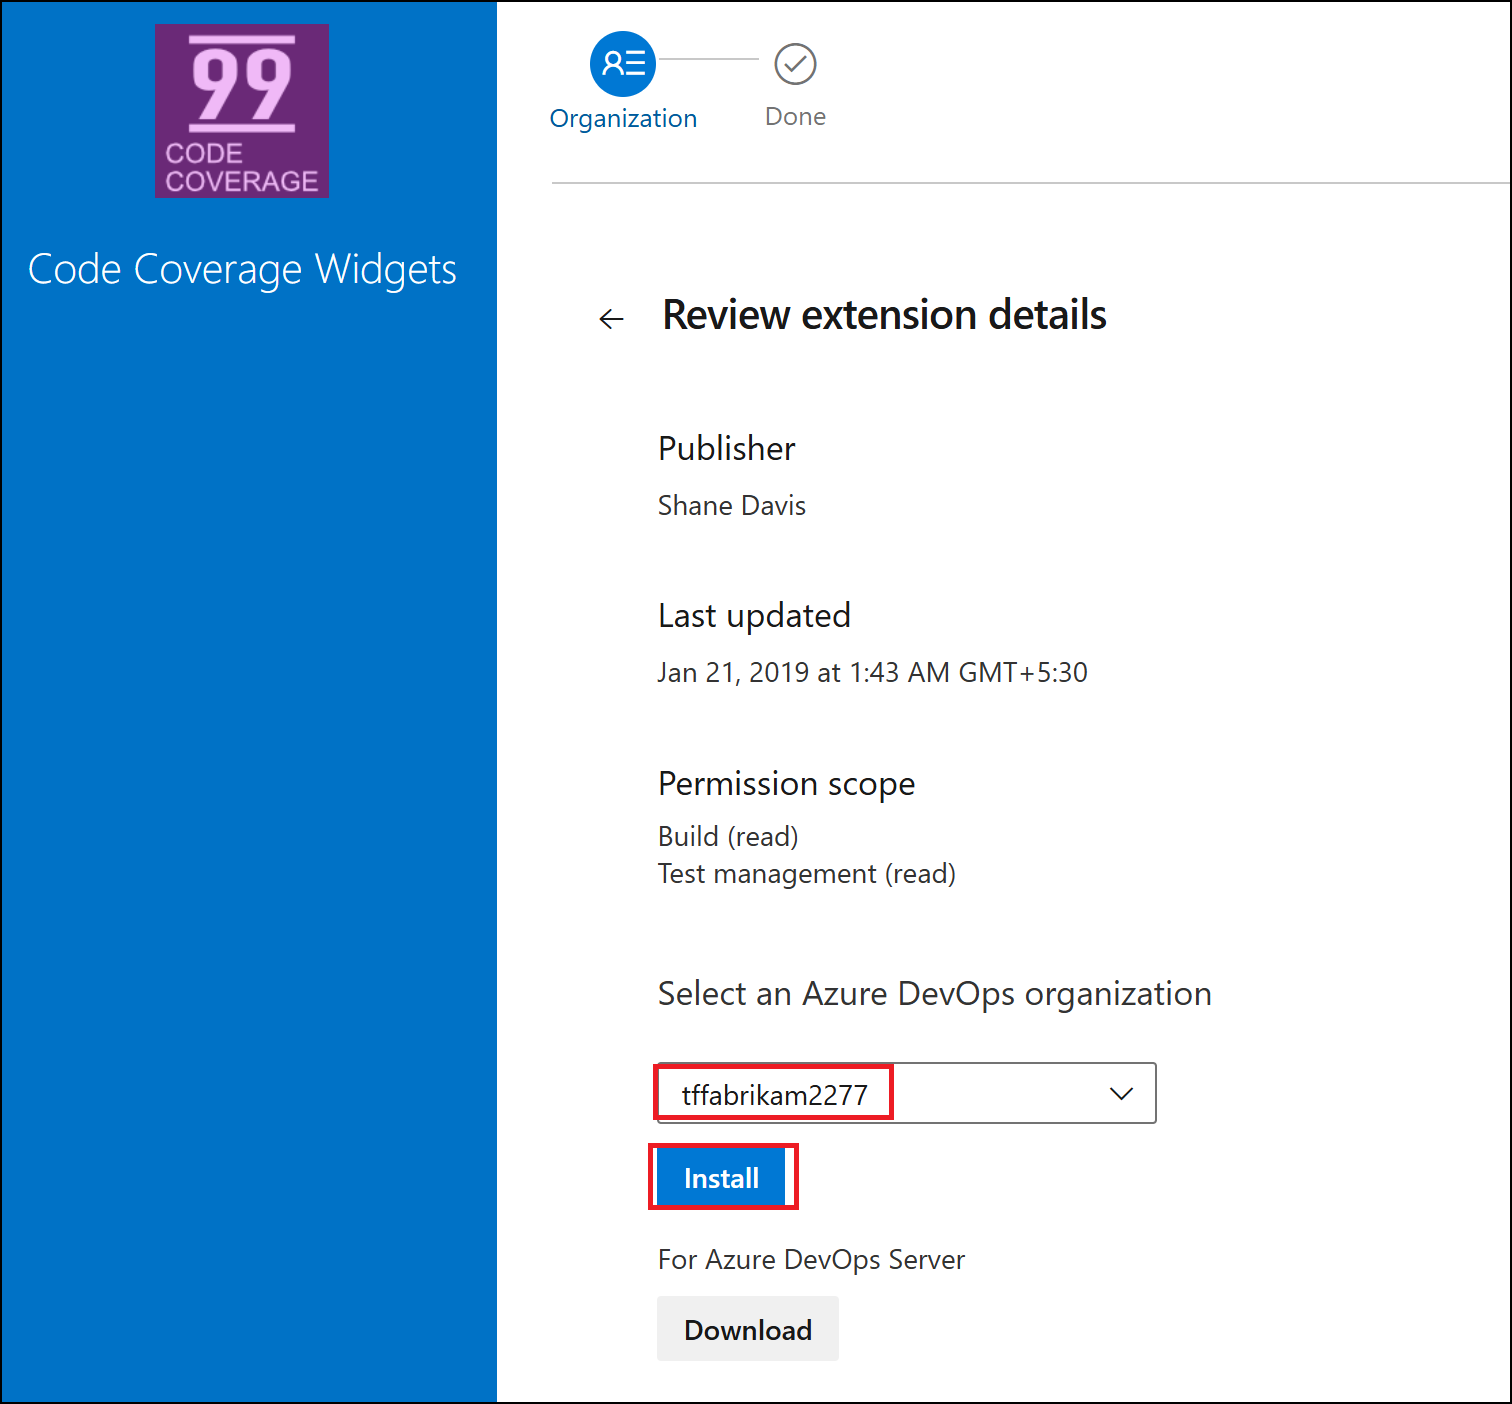 99
CODE
COVERAGE
Code Coverage Widgets
Organization
Done
Review extension details
Publisher
Shane Davis
Last updated
Jan 21, 2019 at 1:43 AM GMT+5:30
Permission scope
Build (read)
Test management (read)
Select an Azure DevOps organization
tffabrikam2277
Install
For Azure DevOps Server
Download